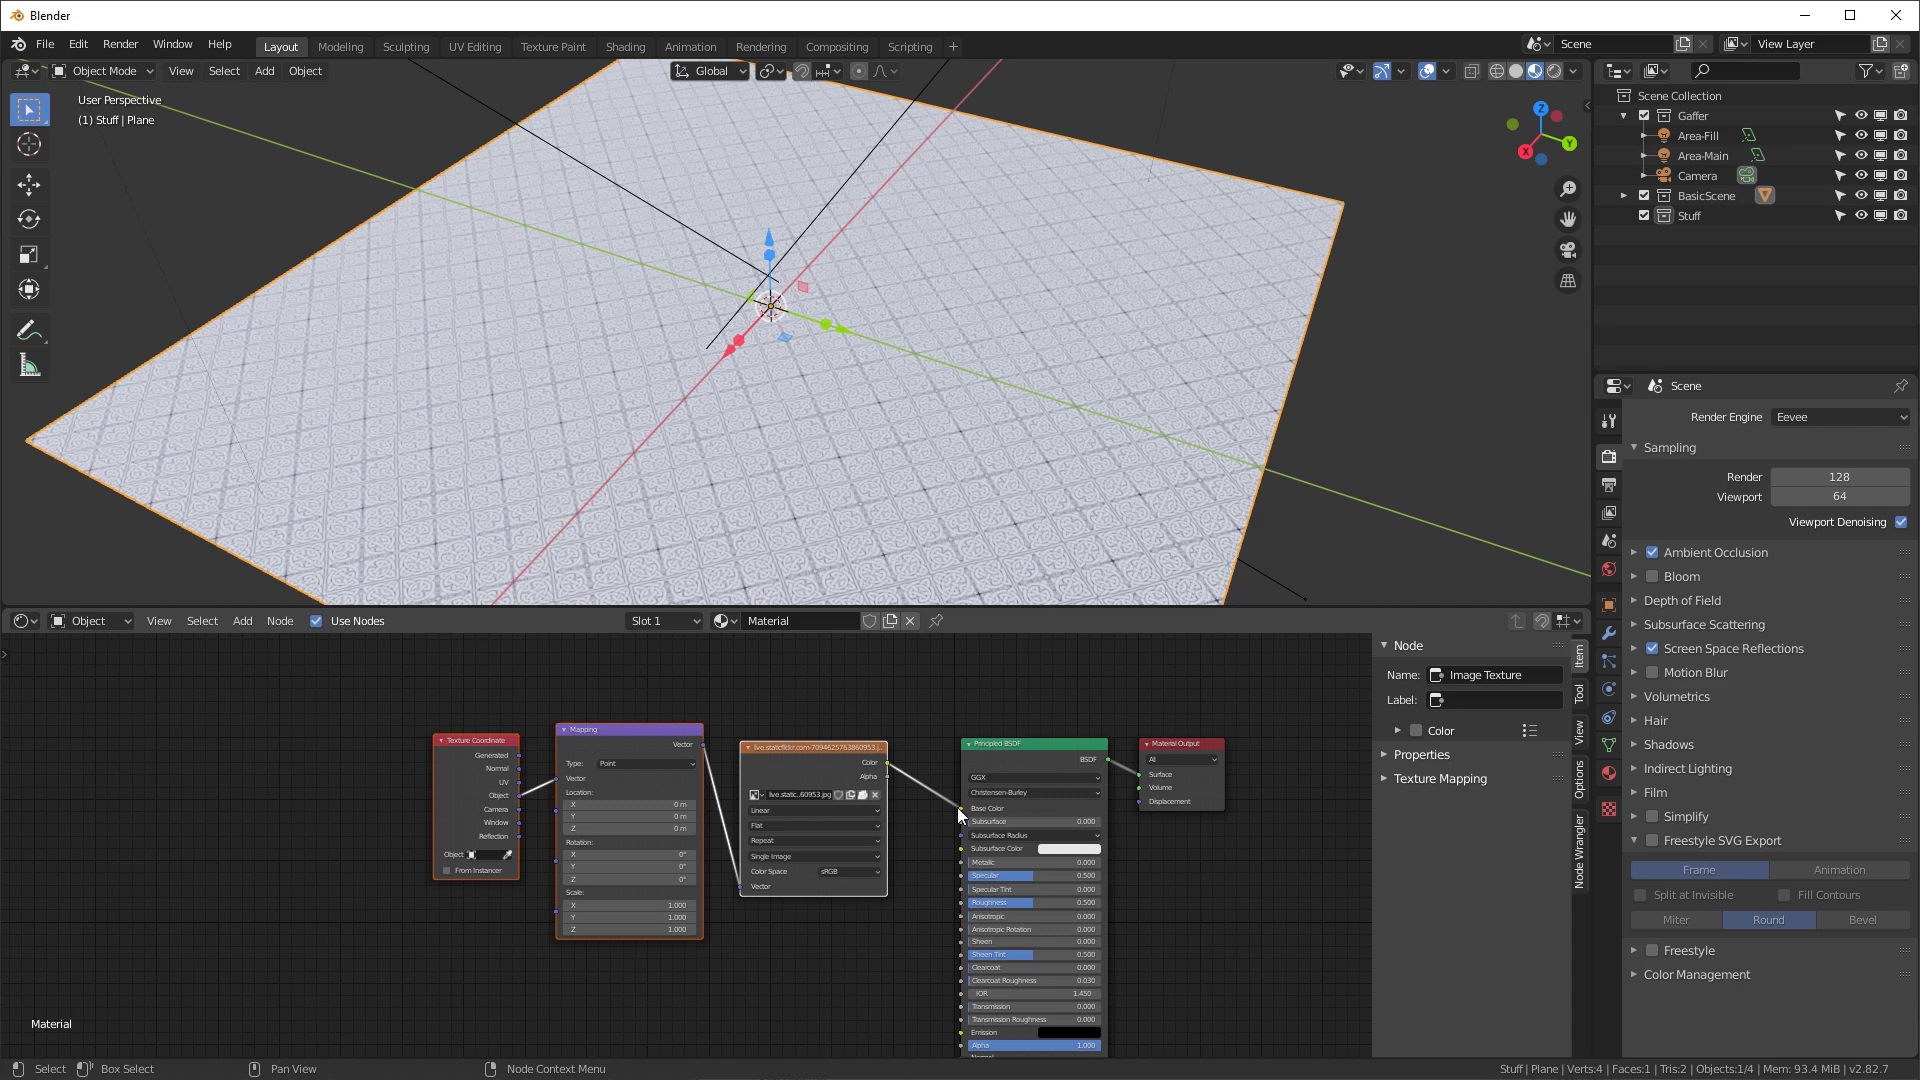 Blender
File Edit Render Window Help Layout Modeling Sculpting UV Editing Texture Paint Shading Animation Rendering Compositing Scripting + Scene View Layer
Object Mode View Select Add Object Global
User Perspective
(1) Stuff | Plane
Z
Y
X
Scene Collection
Gaffer
Area-Fill
Area-Main
Camera
BasicScene
Stuff
Scene
Render Engine Eevee
Sampling
Render 128
Viewport 64
Viewport Denoising
Ambient Occlusion
Bloom
Depth of Field
Subsurface Scattering
Screen Space Reflections
Motion Blur
Volumetrics
Hair
Shadows
Indirect Lighting
Film
Simplify
Freestyle SVG Export
Frame Animation
Split at Invisible Fill Contours
Miter Round Bevel
Freestyle
Color Management
Object View Select Add Node Use Nodes Slot 1 Material
Node
Name: Image Texture
Label:
Color
Properties
Texture Mapping
Item
Tool
View
Options
Node Wrangler
Texture Coordinate
Generated
Normal
UV
Object
Camera
Window
Reflection
Object
From Instancer
Mapping
Vector
Type: Point
Vector
Location:
X 0 m
Y 0 m
Z 0 m
Rotation:
X 0°
Y 0°
Z 0°
Scale:
X 1.000
Y 1.000
Z 1.000
live.staticflickr.com-7094625763860953.j...
Color
Alpha
live.static..60953.jpg
Linear
Flat
Repeat
Single Image
Color Space sRGB
Vector
Principled BSDF
BSDF
GGX
Christensen-Burley
Base Color
Subsurface 0.000
Subsurface Radius
Subsurface Color
Metallic 0.000
Specular 0.500
Specular Tint 0.000
Roughness 0.500
Anisotropic 0.000
Anisotropic Rotation 0.000
Sheen 0.000
Sheen Tint 0.500
Clearcoat 0.000
Clearcoat Roughness 0.030
IOR 1.450
Transmission 0.000
Transmission Roughness 0.000
Emission
Alpha 1.000
Normal
Material Output
All
Surface
Volume
Displacement
Material
Select Box Select Pan View Node Context Menu Stuff | Plane | Verts:4 | Faces:1 | Tris:2 | Objects:1/4 | Mem: 93.4 MiB | v2.82.7